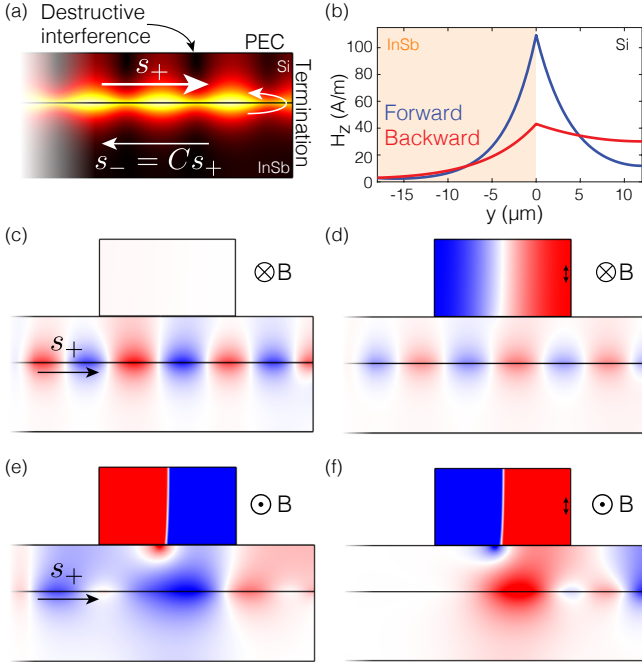 (a)
Destructive
interference
PEC
Si
s₊
Termination
s₋ = Cs₊
InSb
(b)
InSb
Si
100
80
60
40
20
0
H_Z (A/m)
Forward
Backward
-15
-10
-5
0
5
10
y (μm)
(c)
⊗B
s₊
(d)
⊗B
(e)
⊙B
s₊
(f)
⊙B